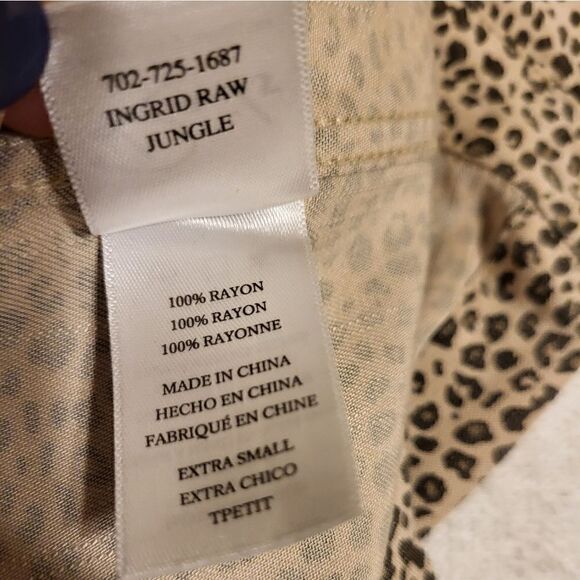 702-725-1687
INGRID RAW
JUNGLE
100% RAYON
100% RAYON
100% RAYONNE
MADE IN CHINA
HECHO EN CHINA
FABRIQUÉ EN CHINE
EXTRA SMALL
EXTRA CHICO
TPETIT